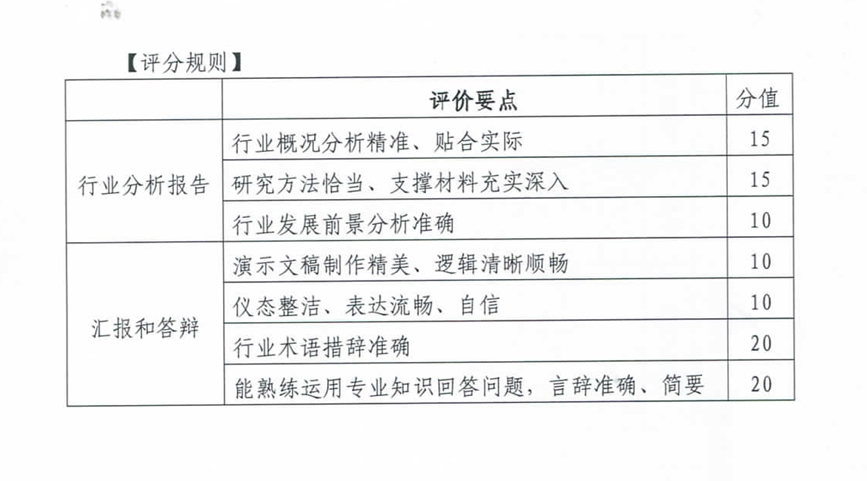 【评分规则】
评价要点 分值
行业分析报告
行业概况分析精准、贴合实际 15
研究方法恰当、支撑材料充实深入 15
行业发展前景分析准确 10
汇报和答辩
演示文稿制作精美、逻辑清晰顺畅 10
仪态整洁、表达流畅、自信 10
行业术语措辞准确 20
能熟练运用专业知识回答问题，言辞准确、简要 20